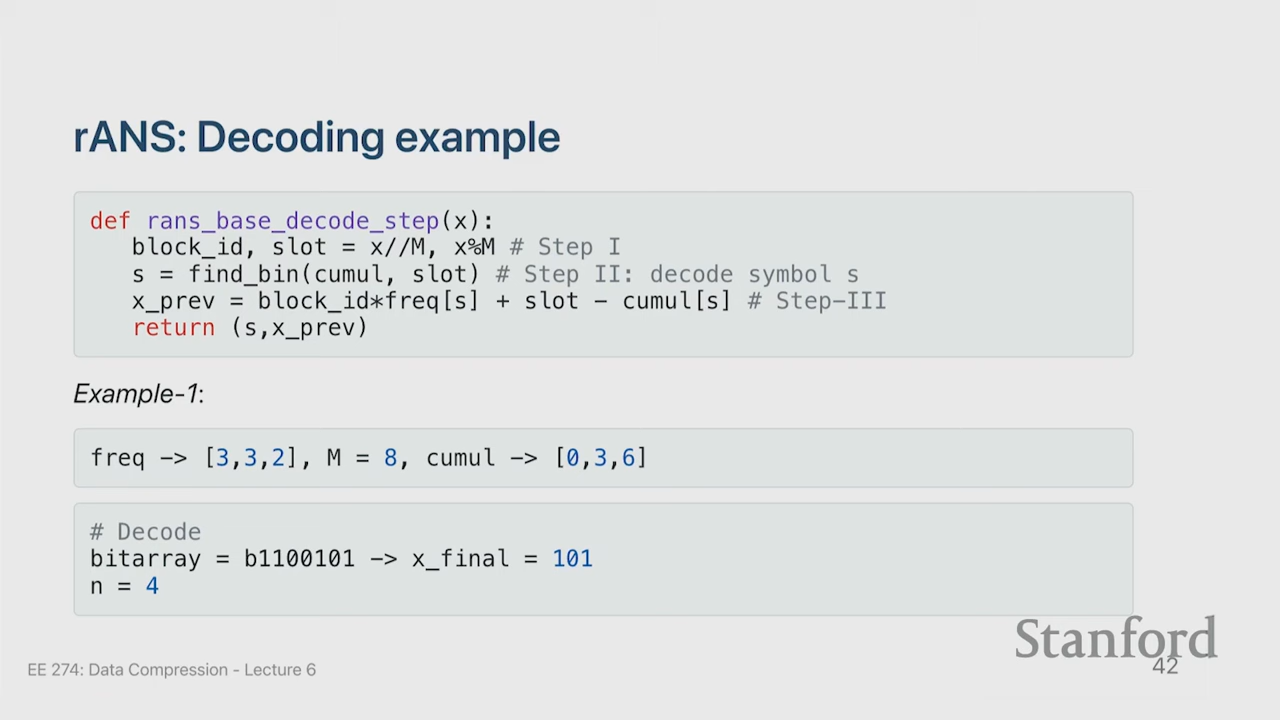 rANS: Decoding example
def rans_base_decode_step(x):
   block_id, slot = x//M, x%M # Step I
   s = find_bin(cumul, slot) # Step II: decode symbol s
   x_prev = block_id*freq[s] + slot - cumul[s] # Step-III
   return (s,x_prev)
Example-1:
freq -> [3,3,2], M = 8, cumul -> [0,3,6]
# Decode
bitarray = b1100101 -> x_final = 101
n = 4
Stanford
EE 274: Data Compression - Lecture 6
42